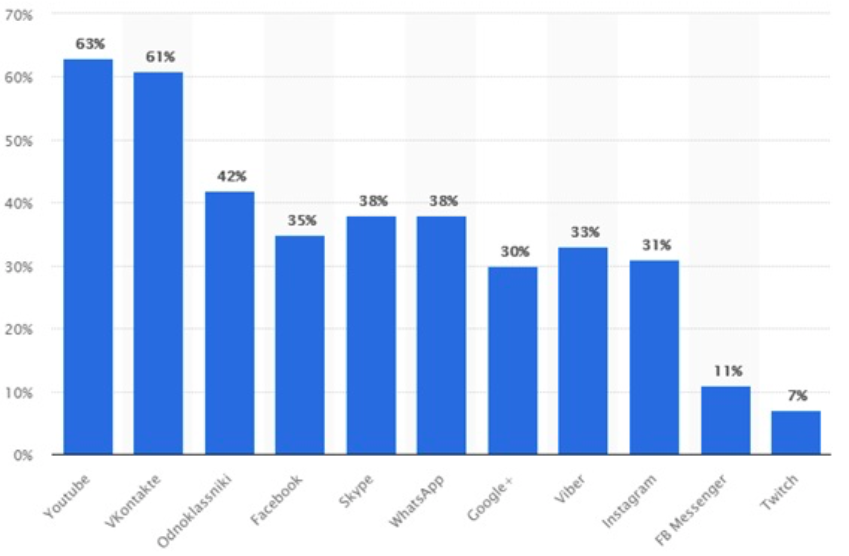 70%
60%
50%
40%
30%
20%
10%
0%
63%
61%
42%
35%
38%
38%
30%
33%
31%
11%
7%
Youtube
VKontakte
Odnoklassniki
Facebook
Skype
WhatsApp
Google+
Viber
Instagram
FB Messenger
Twitch